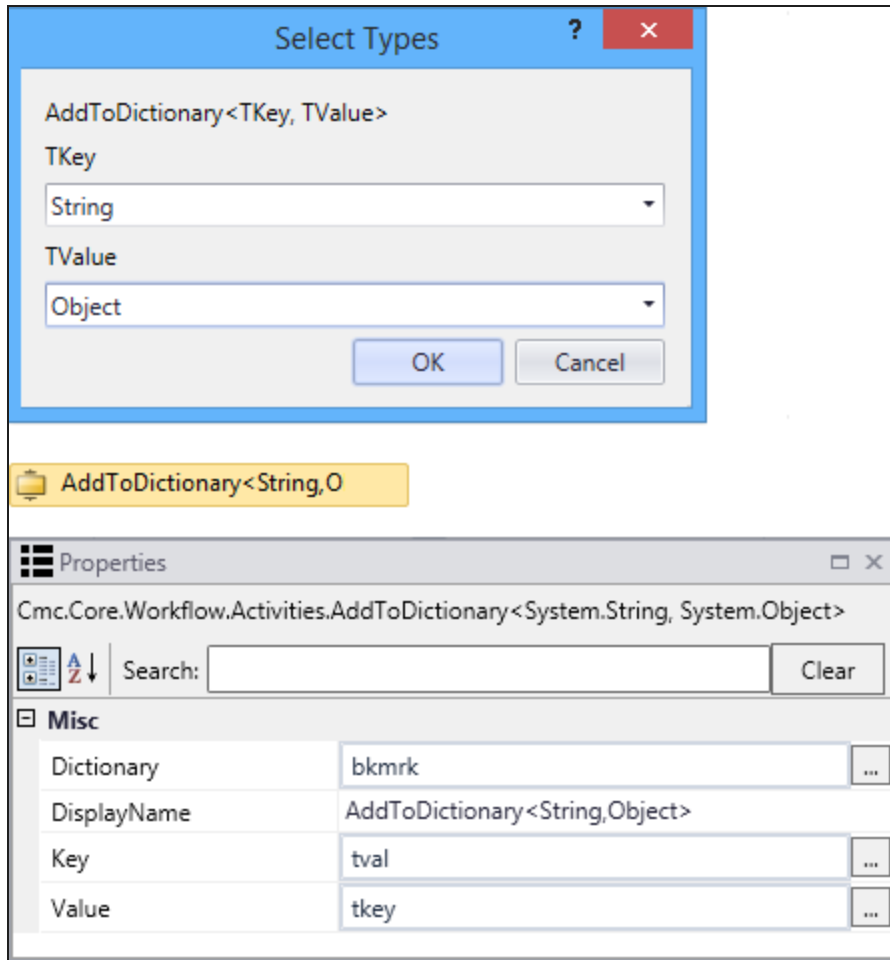 Select Types ? ×
AddToDictionary<TKey, TValue>
TKey
String
TValue
Object
OK Cancel
AddToDictionary<String,O
Properties
Cmc.Core.Workflow.Activities.AddToDictionary<System.String, System.Object>
AZ Search: Clear
Misc
Dictionary bkmrk ...
DisplayName AddToDictionary<String,Object>
Key tval ...
Value tkey ...